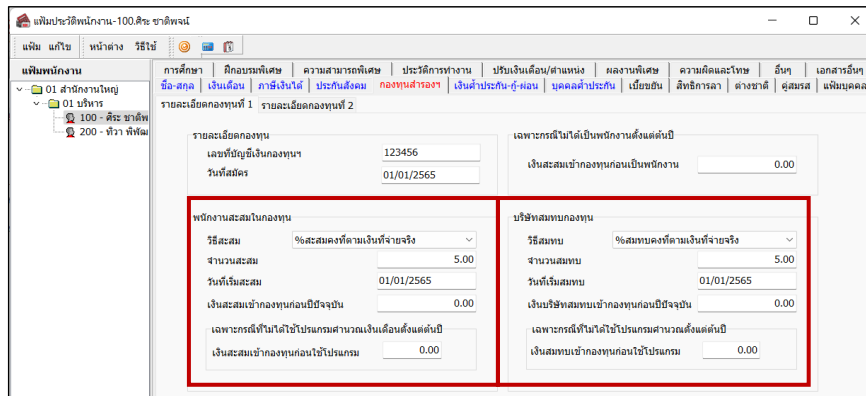 แฟ้มประวัติพนักงาน-100.ศิระ ชาติพจน์
แฟ้ม แก้ไข หน้าต่าง วิธีใช้
แฟ้มพนักงาน
01 สำนักงานใหญ่
01 บริหาร
100 - ศิระ ชาติพ
200 - ทิวา พิพัฒ
การศึกษา ฝึกอบรมพิเศษ ความสามารถพิเศษ ประวัติการทำงาน ปรับเงินเดือน/ตำแหน่ง ผลงานพิเศษ ความผิดและโทษ อื่นๆ เอกสารอื่นๆ
ชื่อ-สกุล เงินเดือน ภาษีเงินได้ ประกันสังคม กองทุนสำรองฯ เงินค้ำประกัน-กู้-ผ่อน บุคคลค้ำประกัน เบี้ยขยัน สิทธิการลา ต่างชาติ คู่สมรส แฟ้มบุคคล
รายละเอียดกองทุนที่ 1 รายละเอียดกองทุนที่ 2
รายละเอียดกองทุน
เลขที่บัญชีเงินกองทุนฯ 123456
วันที่สมัคร 01/01/2565
เฉพาะกรณีไม่ได้เป็นพนักงานตั้งแต่ต้นปี
เงินสะสมเข้ากองทุนก่อนเป็นพนักงาน 0.00
พนักงานสะสมในกองทุน
วิธีสะสม %สะสมคงที่ตามเงินที่จ่ายจริง
จำนวนสะสม 5.00
วันที่เริ่มสะสม 01/01/2565
เงินสะสมเข้ากองทุนก่อนปีปัจจุบัน 0.00
เฉพาะกรณีที่ไม่ได้ใช้โปรแกรมคำนวณเงินเดือนตั้งแต่ต้นปี
เงินสะสมเข้ากองทุนก่อนใช้โปรแกรม 0.00
บริษัทสมทบกองทุน
วิธีสมทบ %สมทบคงที่ตามเงินที่จ่ายจริง
จำนวนสมทบ 5.00
วันที่เริ่มสมทบ 01/01/2565
เงินบริษัทสมทบเข้ากองทุนก่อนปีปัจจุบัน 0.00
เฉพาะกรณีที่ไม่ได้ใช้โปรแกรมคำนวณตั้งแต่ต้นปี
เงินสมทบเข้ากองทุนก่อนใช้โปรแกรม 0.00